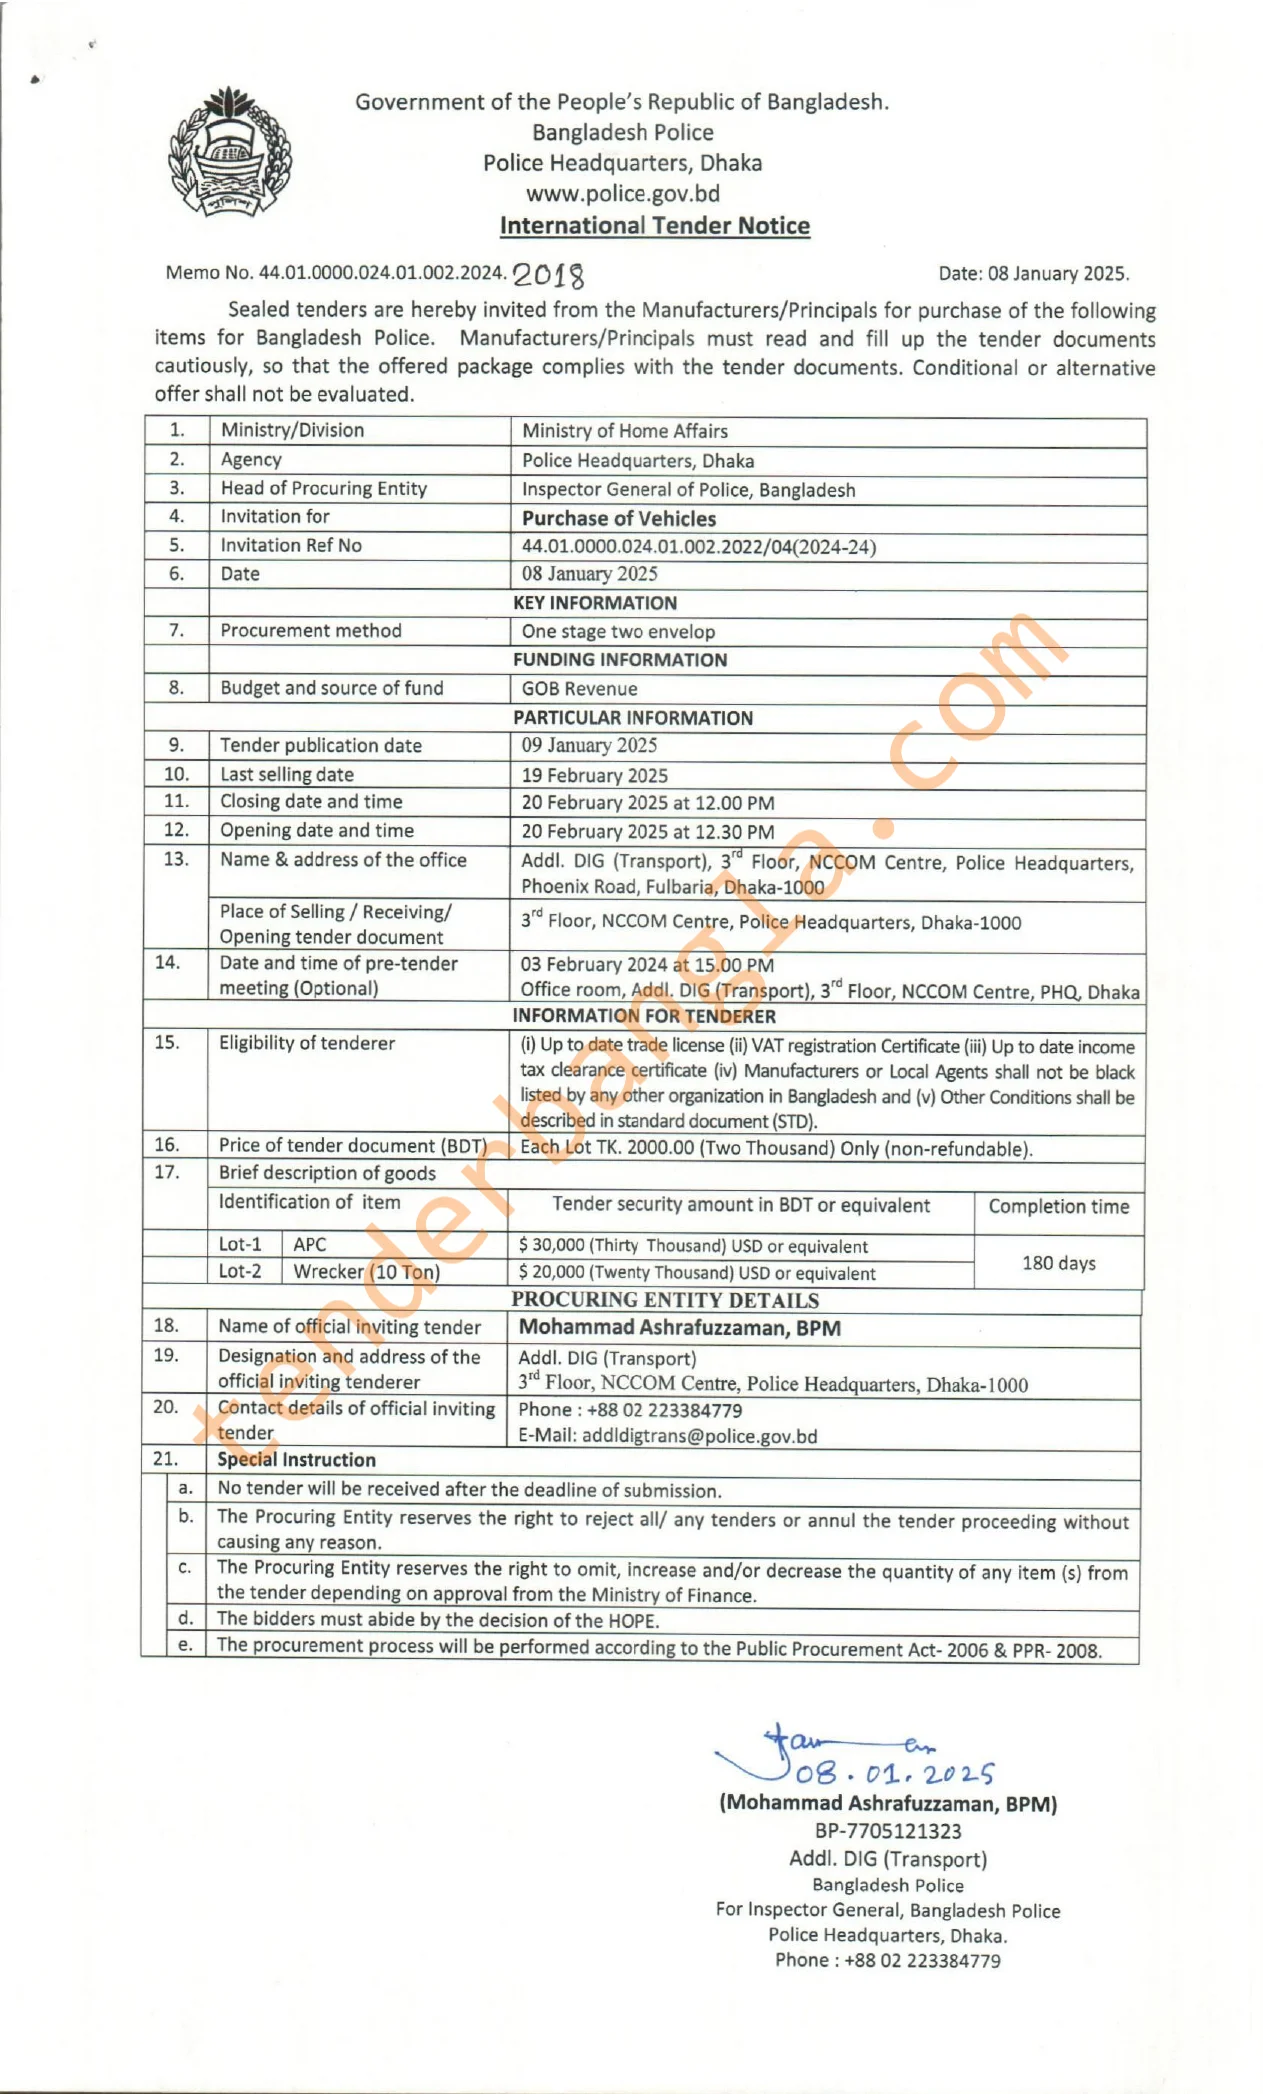 Government of the People's Republic of Bangladesh.
Bangladesh Police
Police Headquarters, Dhaka
www.police.gov.bd
International Tender Notice
Memo No. 44.01.0000.024.01.002.2024. 2018 Date: 08 January 2025.
Sealed tenders are hereby invited from the Manufacturers/Principals for purchase of the following
items for Bangladesh Police. Manufacturers/Principals must read and fill up the tender documents
cautiously, so that the offered package complies with the tender documents. Conditional or alternative
offer shall not be evaluated.
1. Ministry/Division Ministry of Home Affairs
2. Agency Police Headquarters, Dhaka
3. Head of Procuring Entity Inspector General of Police, Bangladesh
4. Invitation for Purchase of Vehicles
5. Invitation Ref No 44.01.0000.024.01.002.2022/04(2024-24)
6. Date 08 January 2025
KEY INFORMATION
7. Procurement method One stage two envelop
FUNDING INFORMATION
8. Budget and source of fund GOB Revenue
PARTICULAR INFORMATION
9. Tender publication date 09 January 2025
10. Last selling date 19 February 2025
11. Closing date and time 20 February 2025 at 12.00 PM
12. Opening date and time 20 February 2025 at 12.30 PM
13. Name & address of the office Addl. DIG (Transport), 3rd Floor, NCCOM Centre, Police Headquarters,
Phoenix Road, Fulbaria, Dhaka-1000
Place of Selling / Receiving/
Opening tender document 3rd Floor, NCCOM Centre, Police Headquarters, Dhaka-1000
14. Date and time of pre-tender 03 February 2024 at 15.00 PM
meeting (Optional) Office room, Addl. DIG (Transport), 3rd Floor, NCCOM Centre, PHQ, Dhaka
INFORMATION FOR TENDERER
15. Eligibility of tenderer (i) Up to date trade license (ii) VAT registration Certificate (iii) Up to date income
tax clearance certificate (iv) Manufacturers or Local Agents shall not be black
listed by any other organization in Bangladesh and (v) Other Conditions shall be
described in standard document (STD).
16. Price of tender document (BDT) Each Lot TK. 2000.00 (Two Thousand) Only (non-refundable).
17. Brief description of goods
Identification of item Tender security amount in BDT or equivalent Completion time
Lot-1 APC $ 30,000 (Thirty Thousand) USD or equivalent 180 days
Lot-2 Wrecker (10 Ton) $ 20,000 (Twenty Thousand) USD or equivalent
PROCURING ENTITY DETAILS
18. Name of official inviting tender Mohammad Ashrafuzzaman, BPM
19. Designation and address of the Addl. DIG (Transport)
official inviting tenderer 3rd Floor, NCCOM Centre, Police Headquarters, Dhaka-1000
20. Contact details of official inviting Phone : +88 02 223384779
tender E-Mail: addldigtrans@police.gov.bd
21. Special Instruction
a. No tender will be received after the deadline of submission.
b. The Procuring Entity reserves the right to reject all/ any tenders or annul the tender proceeding without
causing any reason.
c. The Procuring Entity reserves the right to omit, increase and/or decrease the quantity of any item (s) from
the tender depending on approval from the Ministry of Finance.
d. The bidders must abide by the decision of the HOPE.
e. The procurement process will be performed according to the Public Procurement Act- 2006 & PPR- 2008.
08.01.2025
(Mohammad Ashrafuzzaman, BPM)
BP-7705121323
Addl. DIG (Transport)
Bangladesh Police
For Inspector General, Bangladesh Police
Police Headquarters, Dhaka.
Phone : +88 02 223384779
tenderbangla.com